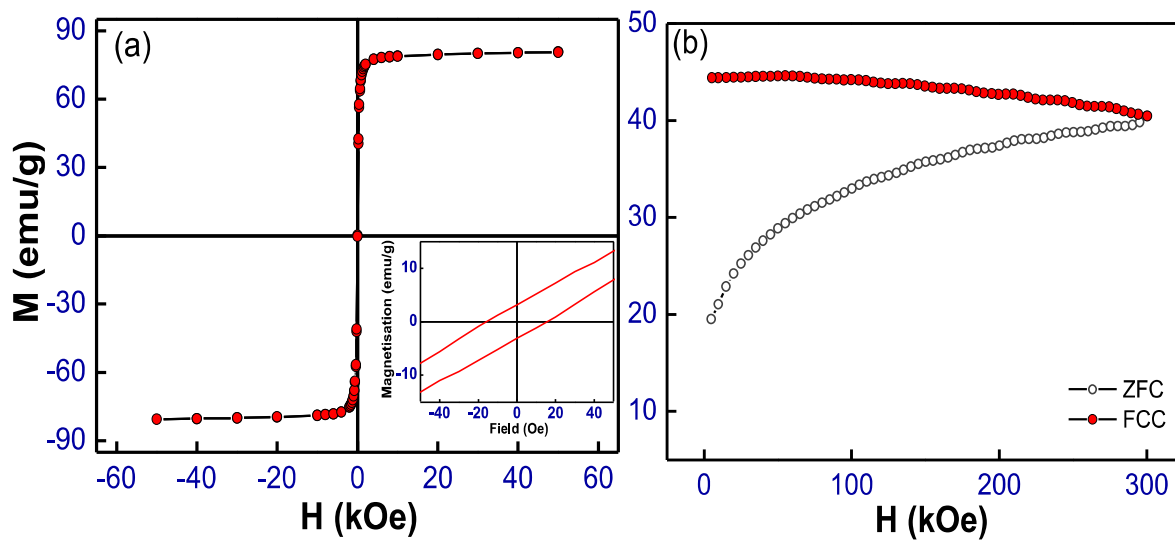 (a)
M (emu/g)
90
60
30
0
-30
-60
-90
-60 -40 -20 0 20 40 60
H (kOe)
Magnetisation (emu/g)
10
0
-10
-40 -20 0 20 40
Field (Oe)
(b)
50
40
30
20
10
0 100 200 300
H (kOe)
ZFC
FCC